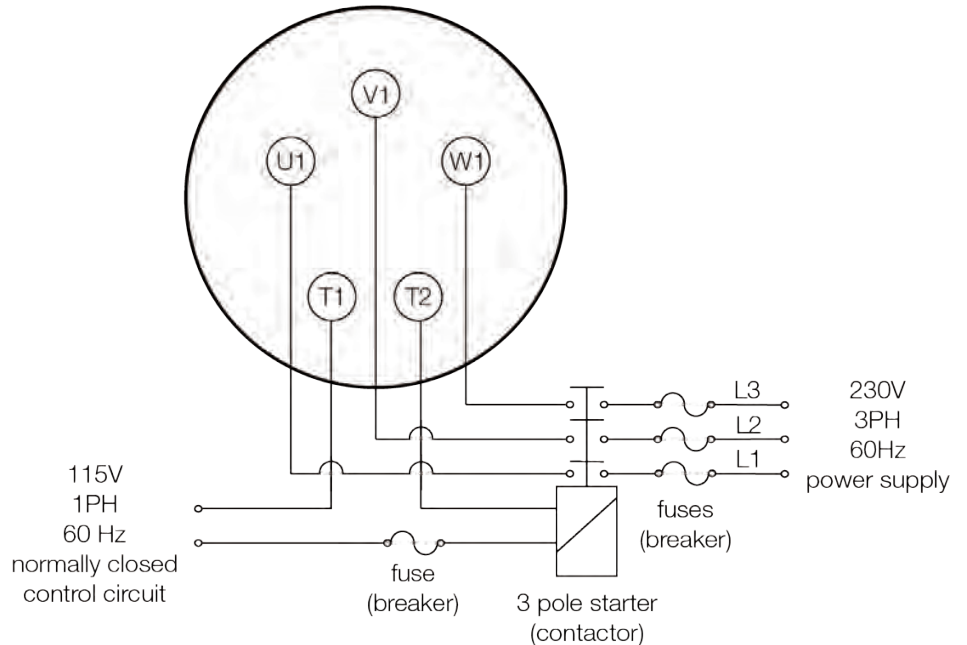 V1
U1
W1
T1
T2
L3
L2
L1
230V
3PH
60Hz
power supply
115V
1PH
60 Hz
normally closed
control circuit
fuse
(breaker)
fuses
(breaker)
3 pole starter
(contactor)